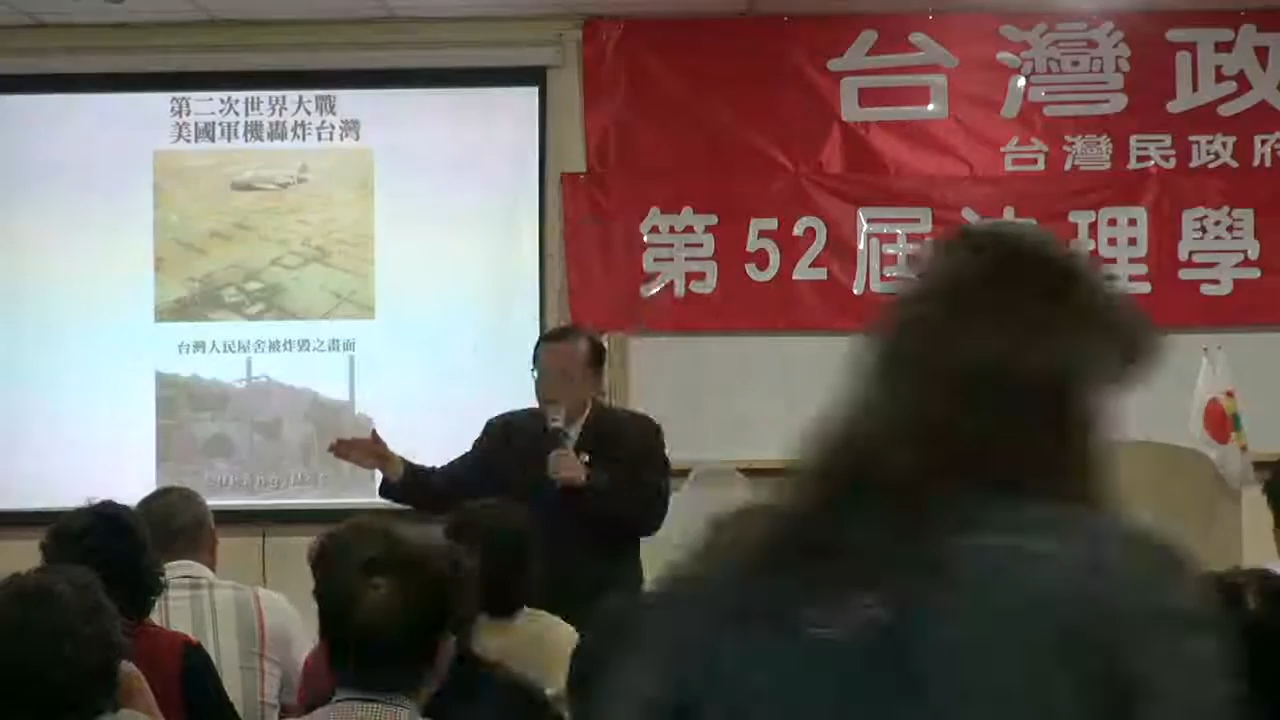 第二次世界大戰
美國軍機轟炸台灣
台灣人民屋舍被炸毀之畫面
台灣政
台灣民政府
第52屆法理學